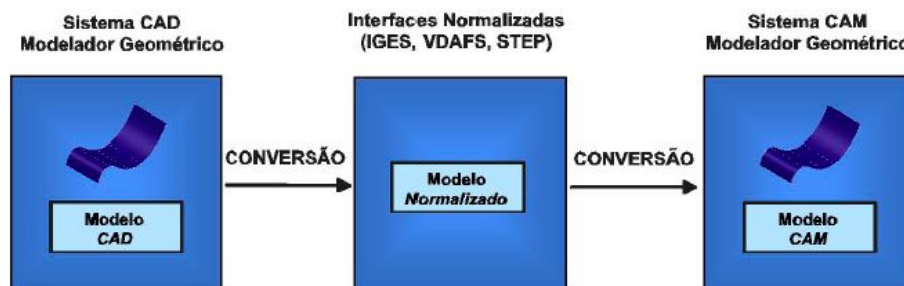 Sistema CAD
Modelador Geométrico
Interfaces Normalizadas
(IGES, VDAFS, STEP)
Sistema CAM
Modelador Geométrico
CONVERSÃO
CONVERSÃO
Modelo
CAD
Modelo
Normalizado
Modelo
CAM